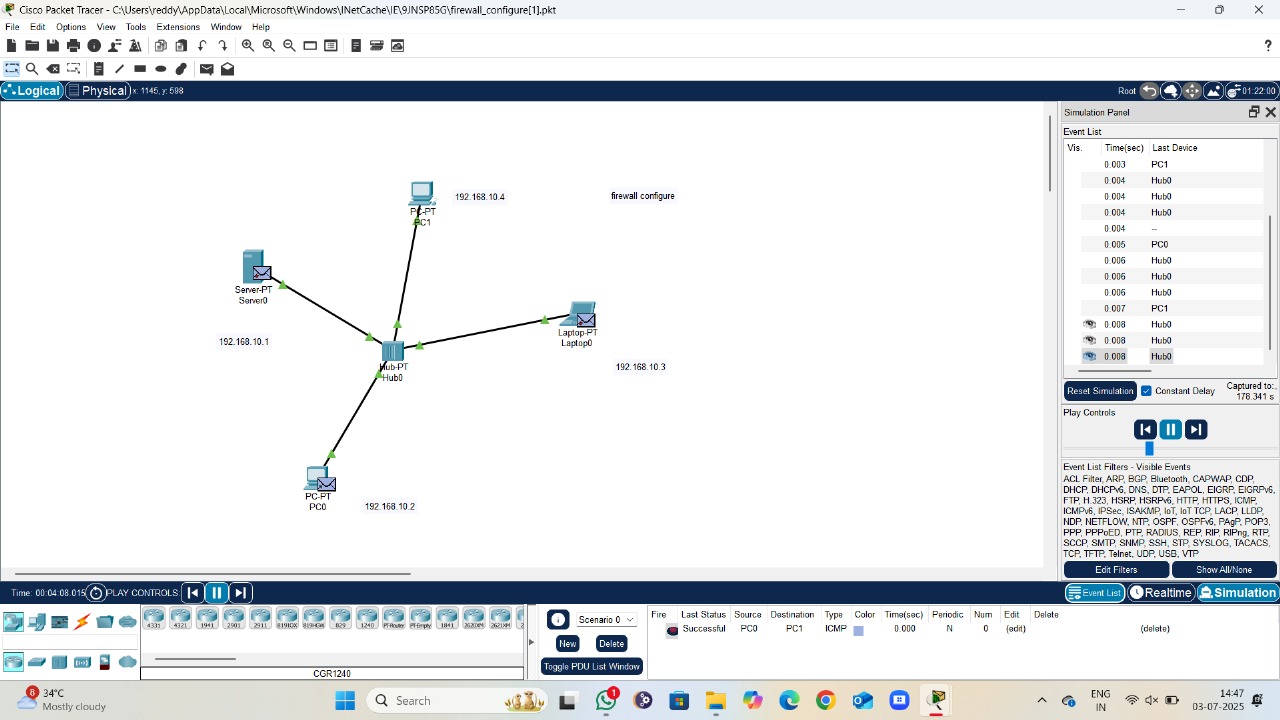 Cisco Packet Tracer - C:\Users\reddy\AppData\Local\Microsoft\Windows\INetCache\IE\9JNSP85G\firewall_configure[1].pkt
File Edit Options View Tools Extensions Window Help
Logical Physical x: 1145, y: 598 Root 01:22:00
Simulation Panel
Event List
Vis. Time(sec) Last Device
0.003 PC1
0.004 Hub0
0.004 Hub0
0.004 Hub0
0.004 --
0.005 PC0
0.006 Hub0
0.006 Hub0
0.006 Hub0
0.007 PC1
0.008 Hub0
0.008 Hub0
0.008 Hub0
Reset Simulation Constant Delay Captured to:
178.341 s
Play Controls
Event List Filters - Visible Events
ACL Filter, ARP, BGP, Bluetooth, CAPWAP, CDP,
DHCP, DHCPv6, DNS, DTP, EAPOL, EIGRP, EIGRPv6,
FTP, H.323, HSRP, HSRPv6, HTTP, HTTPS, ICMP,
ICMPv6, IPSec, ISAKMP, IoT, IoT TCP, LACP, LLDP,
NDP, NETFLOW, NTP, OSPF, OSPFv6, PAgP, POP3,
PPP, PPPoED, PTP, RADIUS, REP, RIP, RIPng, RTP,
SCCP, SMTP, SNMP, SSH, STP, SYSLOG, TACACS,
TCP, TFTP, Telnet, UDP, USB, VTP
Edit Filters Show All/None
PC-PT
PC1
192.168.10.4
firewall configure
Server-PT
Server0
192.168.10.1
Laptop-PT
Laptop0
192.168.10.3
Hub-PT
Hub0
PC-PT
PC0
192.168.10.2
Time: 00:04:08.015 PLAY CONTROLS: Event List Realtime Simulation
4331 4321 1941 2901 2911 819IOX 819HGW 829 1240 PT-Router PT-Empty 1841 2620XM 2621XM
CGR1240
Scenario 0
New Delete
Toggle PDU List Window
Fire Last Status Source Destination Type Color Time(sec) Periodic Num Edit Delete
Successful PC0 PC1 ICMP 0.000 N 0 (edit) (delete)
8
34°C
Mostly cloudy
Search
1
ENG
IN
14:47
03-07-2025